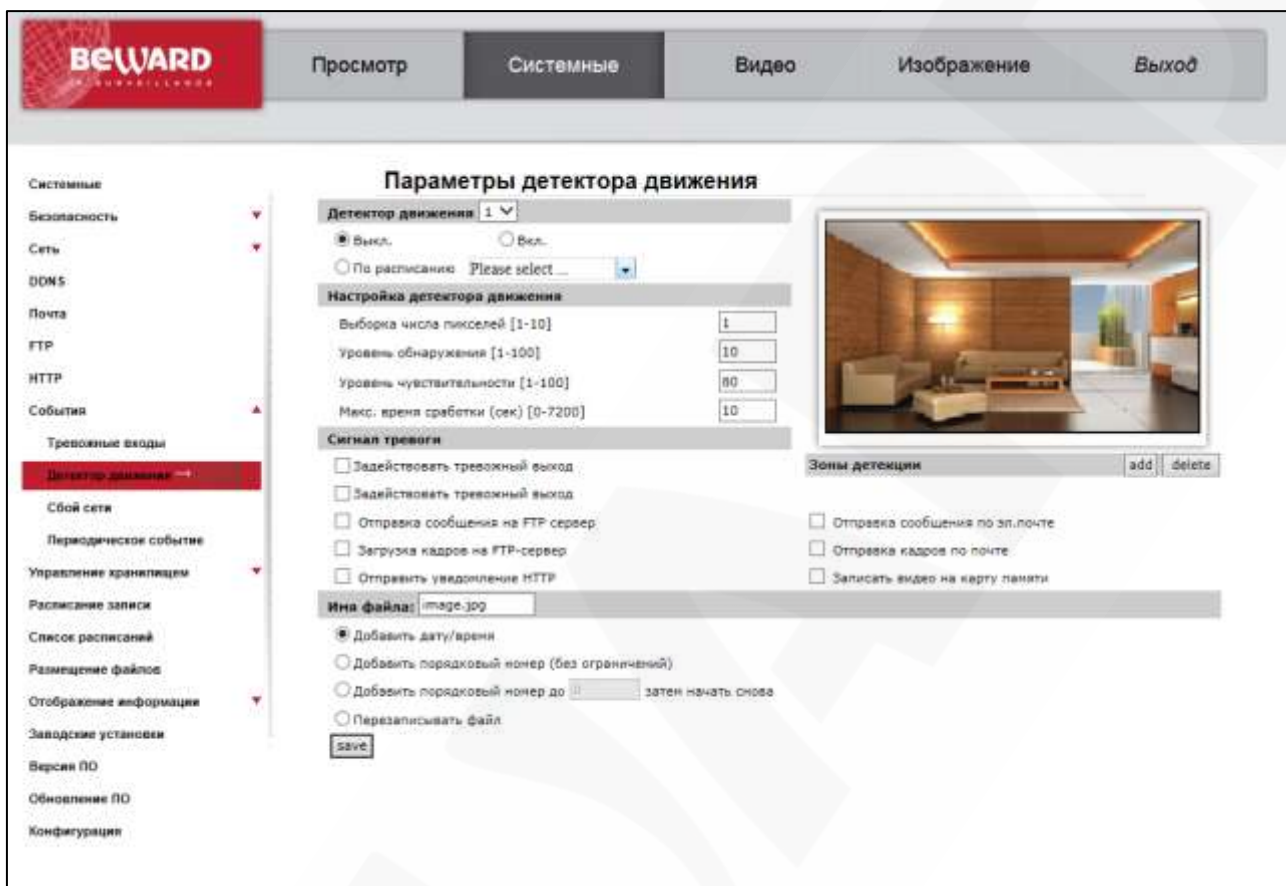 BEWARD
Просмотр
Системные
Видео
Изображение
Выход
Системные
Безопасность
Сеть
DDNS
Почта
FTP
HTTP
События
Тревожные входы
Детектор движения
Сбой сети
Периодическое событие
Управление хранилищем
Расписание записи
Список расписаний
Размещение файлов
Отображение информации
Заводские установки
Версия ПО
Обновление ПО
Конфигурация
Параметры детектора движения
Детектор движения 1
Выкл. Вкл.
По расписанию Please select ...
Настройка детектора движения
Выборка числа пикселей [1-10] 1
Уровень обнаружения [1-100] 10
Уровень чувствительности [1-100] 80
Макс. время сработки (сек) [0-7200] 10
Сигнал тревоги
Зоны детекции add delete
Задействовать тревожный выход
Задействовать тревожный выход
Отправка сообщения на FTP сервер Отправка сообщения по эл.почте
Загрузка кадров на FTP-сервер Отправка кадров по почте
Отправить уведомление HTTP Записать видео на карту памяти
Имя файла: image.jpg
Добавить дату/время
Добавить порядковый номер (без ограничений)
Добавить порядковый номер до 0 затем начать снова
Перезаписывать файл
save